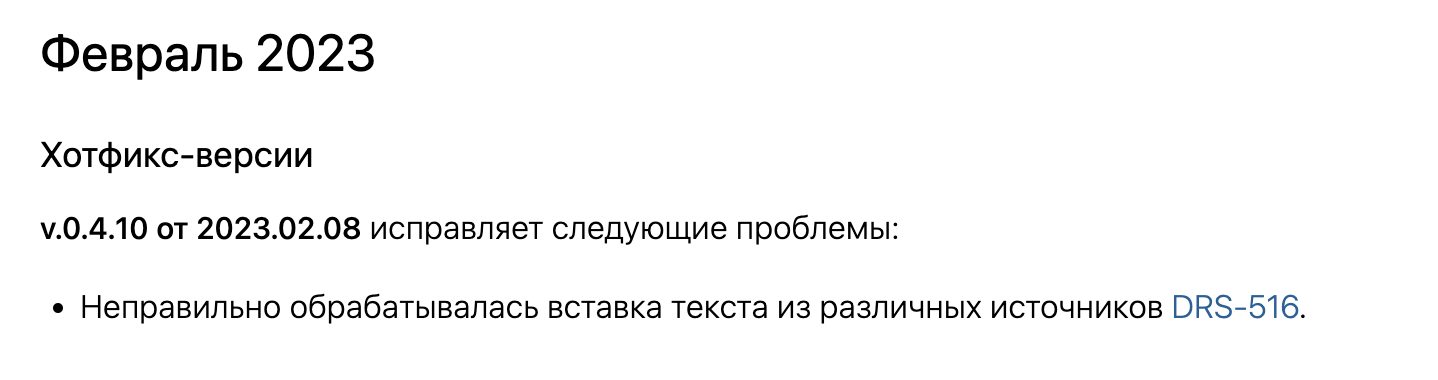 Февраль 2023
Хотфикс-версии
v.0.4.10 от 2023.02.08 исправляет следующие проблемы:
• Неправильно обрабатывалась вставка текста из различных источников DRS-516.